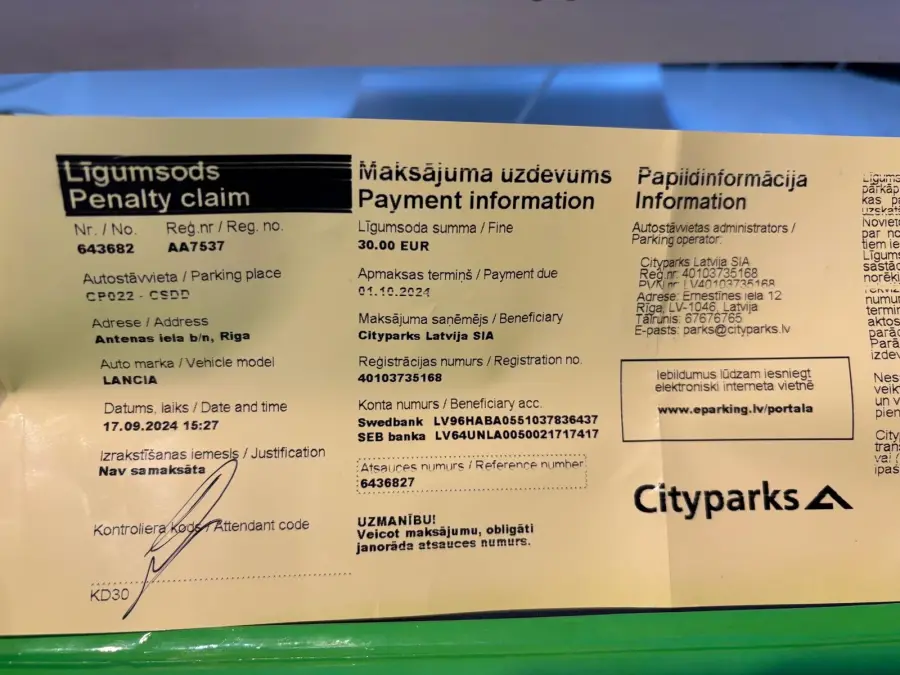 Līgumsods
Penalty claim
Nr. / No. Reģ.nr / Reg. no.
643682 AA7537
Autostāvvieta / Parking place
CP022 - CSDD
Adrese / Address
Antenas iela b/n, Riga
Auto marka / Vehicle model
LANCIA
Datums, laiks / Date and time
17.09.2024 15:27
Izrakstīšanas iemesls / Justification
Nav samaksāta
Kontroliera kods / Attendant code
KD30
Maksājuma uzdevums
Payment information
Līgumsoda summa / Fine
30.00 EUR
Apmaksas termiņš / Payment due
01.10.2024
Maksājuma saņēmējs / Beneficiary
Cityparks Latvija SIA
Reģistrācijas numurs / Registration no.
40103735168
Konta numurs / Beneficiary acc.
Swedbank LV96HABA0551037836437
SEB banka LV64UNLA0050021717417
Atsauces numurs / Reference number
6436827
UZMANĪBU!
Veicot maksājumu, obligāti
janorāda atsauces numurs.
Papildinformācija
Information
Autostāvvietas administrators /
Parking operator:
Cityparks Latvija SIA
Reģ.nr: 40103735168
PVN nr: LV40103735168
Adrese: Ernestīnes iela 12
Rīga, LV-1046, Latvija
Tālrunis: 67676765
E-pasts: parks@cityparks.lv
Iebildumus lūdzam iesniegt
elektroniski interneta vietnē
www.eparking.lv/portala
Cityparks